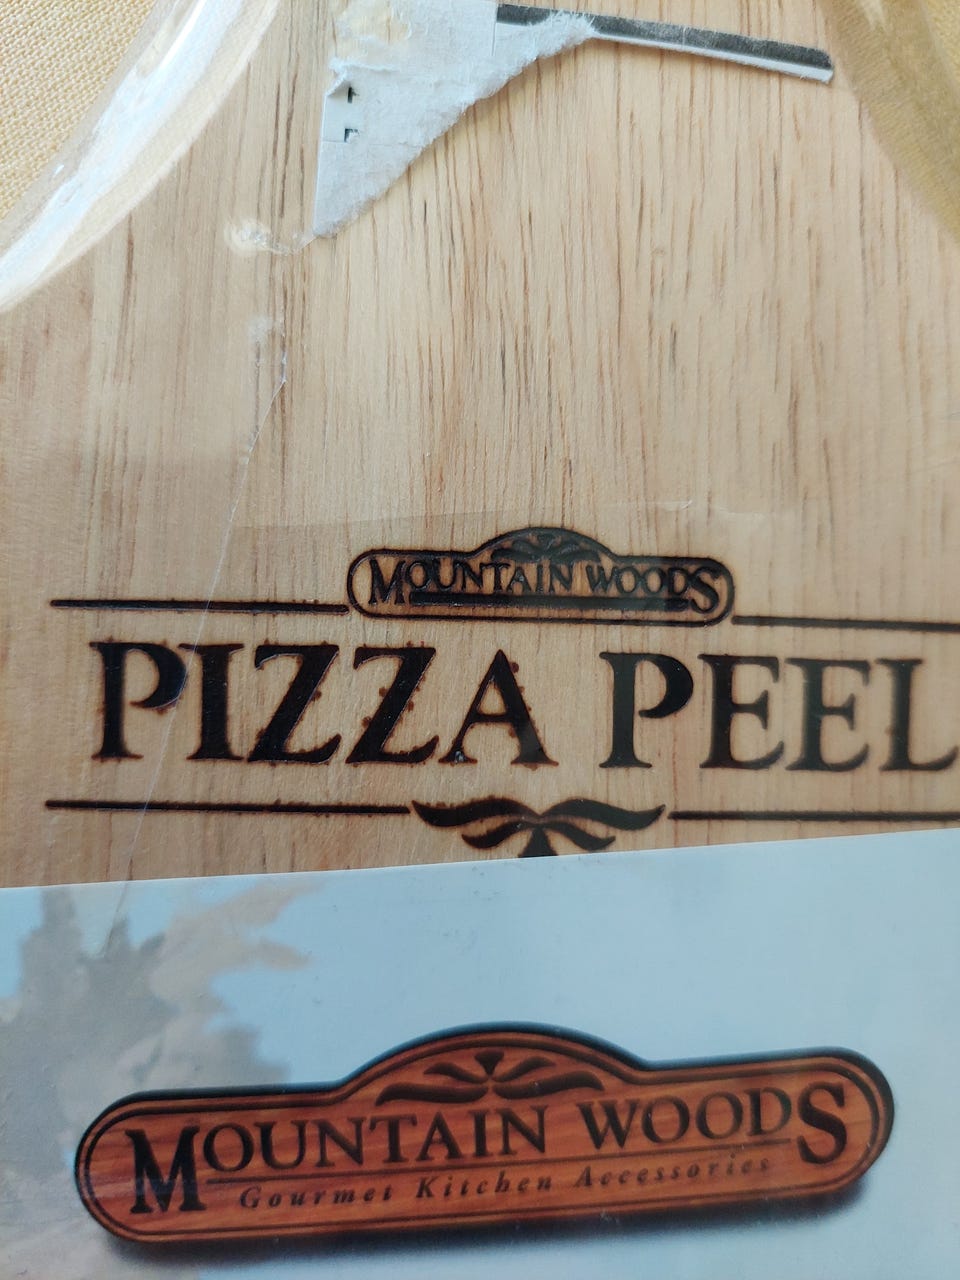 MOUNTAIN WOODS
PIZZA PEEL
MOUNTAIN WOODS
Gourmet Kitchen Accessories